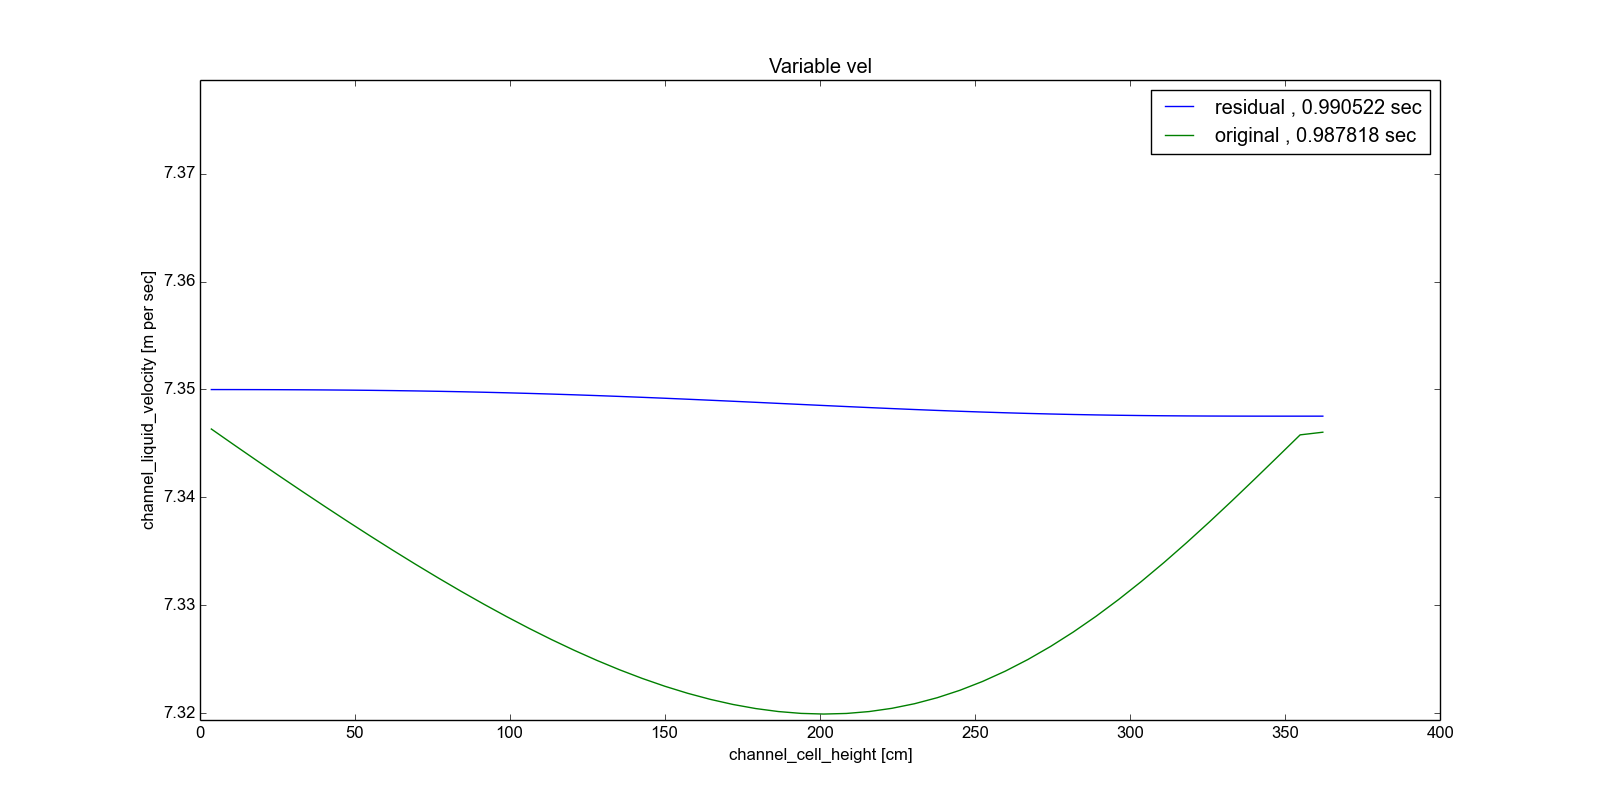 Variable vel
residual , 0.990522 sec
original , 0.987818 sec
channel_liquid_velocity [m per sec]
7.37
7.36
7.35
7.34
7.33
7.32
0 50 100 150 200 250 300 350 400
channel_cell_height [cm]